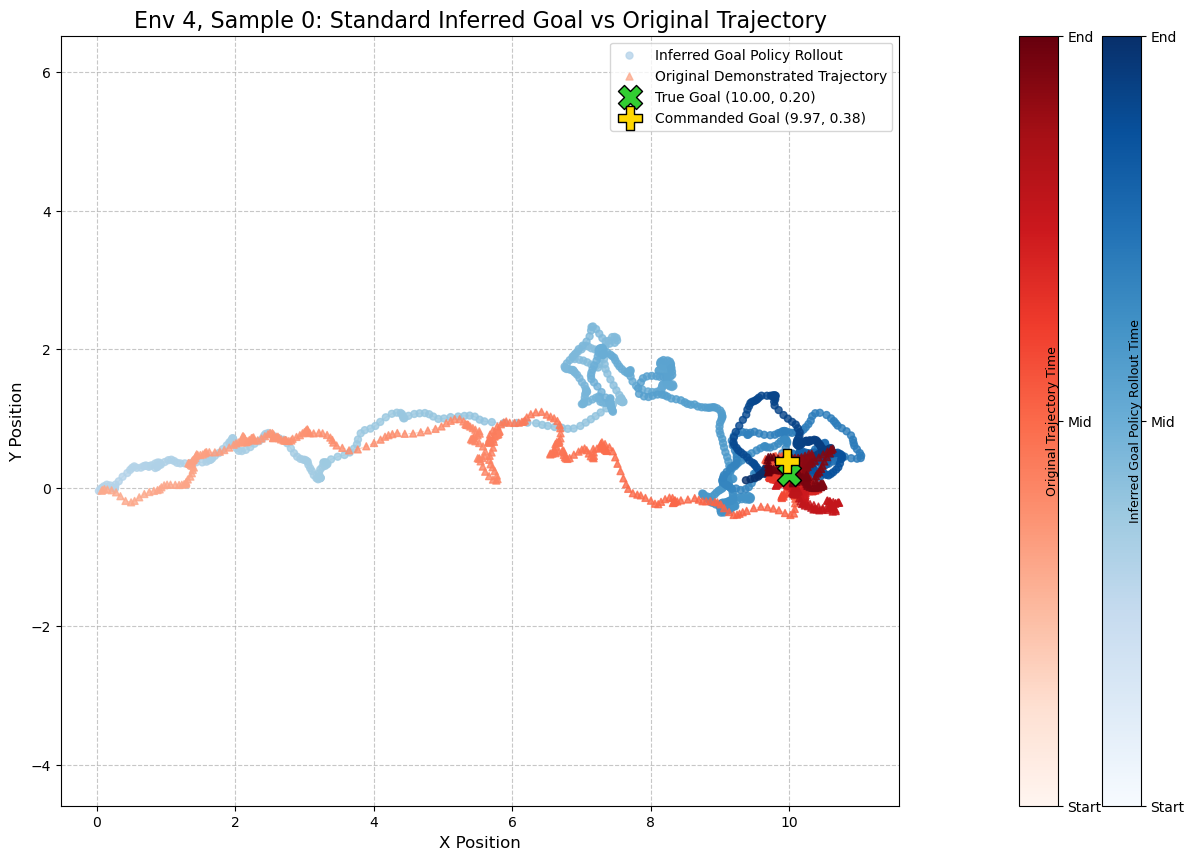 Env 4, Sample 0: Standard Inferred Goal vs Original Trajectory
Inferred Goal Policy Rollout
Original Demonstrated Trajectory
True Goal (10.00, 0.20)
Commanded Goal (9.97, 0.38)
Y Position
6
4
2
0
−2
−4
0
2
4
6
8
10
X Position
End
Mid
Start
Original Trajectory Time
End
Mid
Start
Inferred Goal Policy Rollout Time